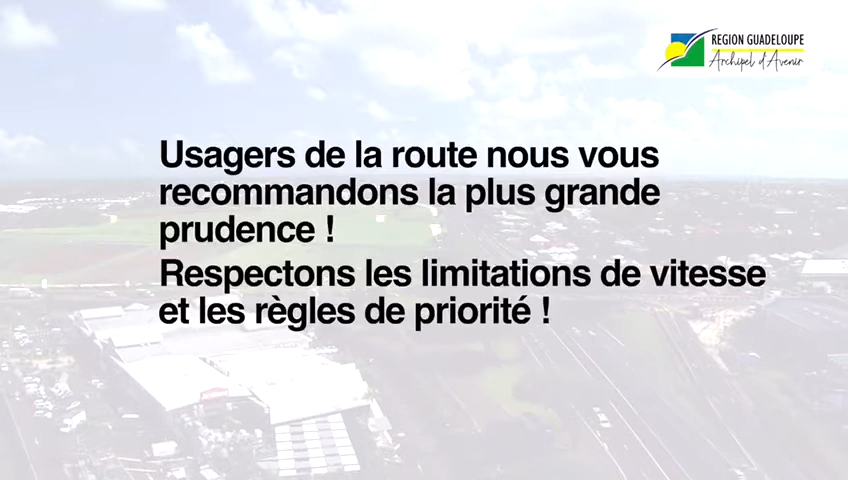 REGION GUADELOUPE
Archipel d'Avenir
Usagers de la route nous vous
recommandons la plus grande
prudence !
Respectons les limitations de vitesse
et les règles de priorité !